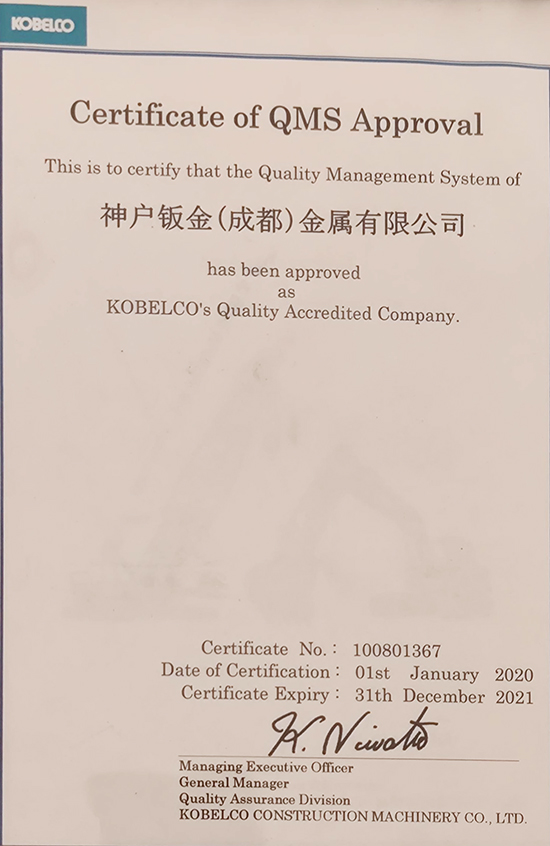 KOBELCO
Certificate of QMS Approval
This is to certify that the Quality Management System of
神户钣金(成都)金属有限公司
has been approved
as
KOBELCO's Quality Accredited Company.
Certificate No.: 100801367
Date of Certification: 01st January 2020
Certificate Expiry: 31th December 2021
K.
Managing Executive Officer
General Manager
Quality Assurance Division
KOBELCO CONSTRUCTION MACHINERY CO., LTD.